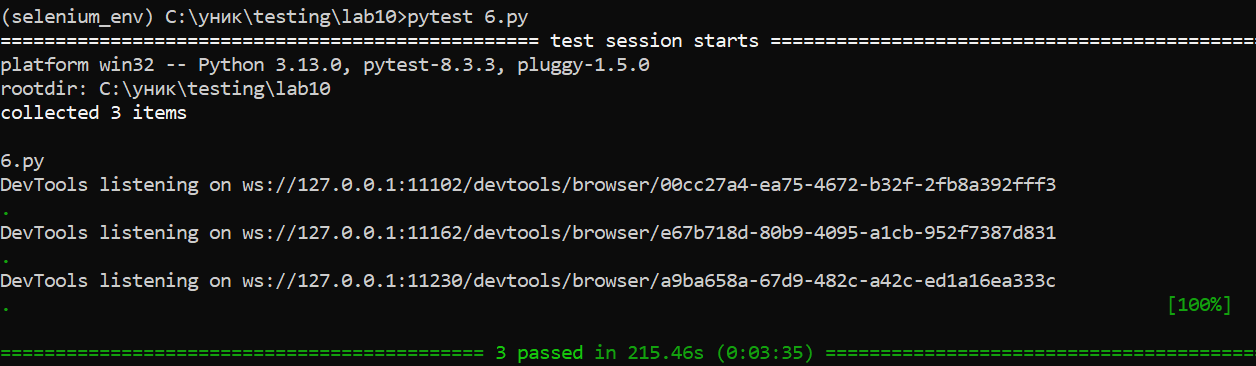 (selenium_env) C:\уник\testing\lab10>pytest 6.py
================================================= test session starts ============================================
platform win32 -- Python 3.13.0, pytest-8.3.3, pluggy-1.5.0
rootdir: C:\уник\testing\lab10
collected 3 items
6.py
DevTools listening on ws://127.0.0.1:11102/devtools/browser/00cc27a4-ea75-4672-b32f-2fb8a392fff3
.
DevTools listening on ws://127.0.0.1:11162/devtools/browser/e67b718d-80b9-4095-a1cb-952f7387d831
.
DevTools listening on ws://127.0.0.1:11230/devtools/browser/a9ba658a-67d9-482c-a42c-ed1a16ea333c
. [100%]
============================================ 3 passed in 215.46s (0:03:35) =======================================